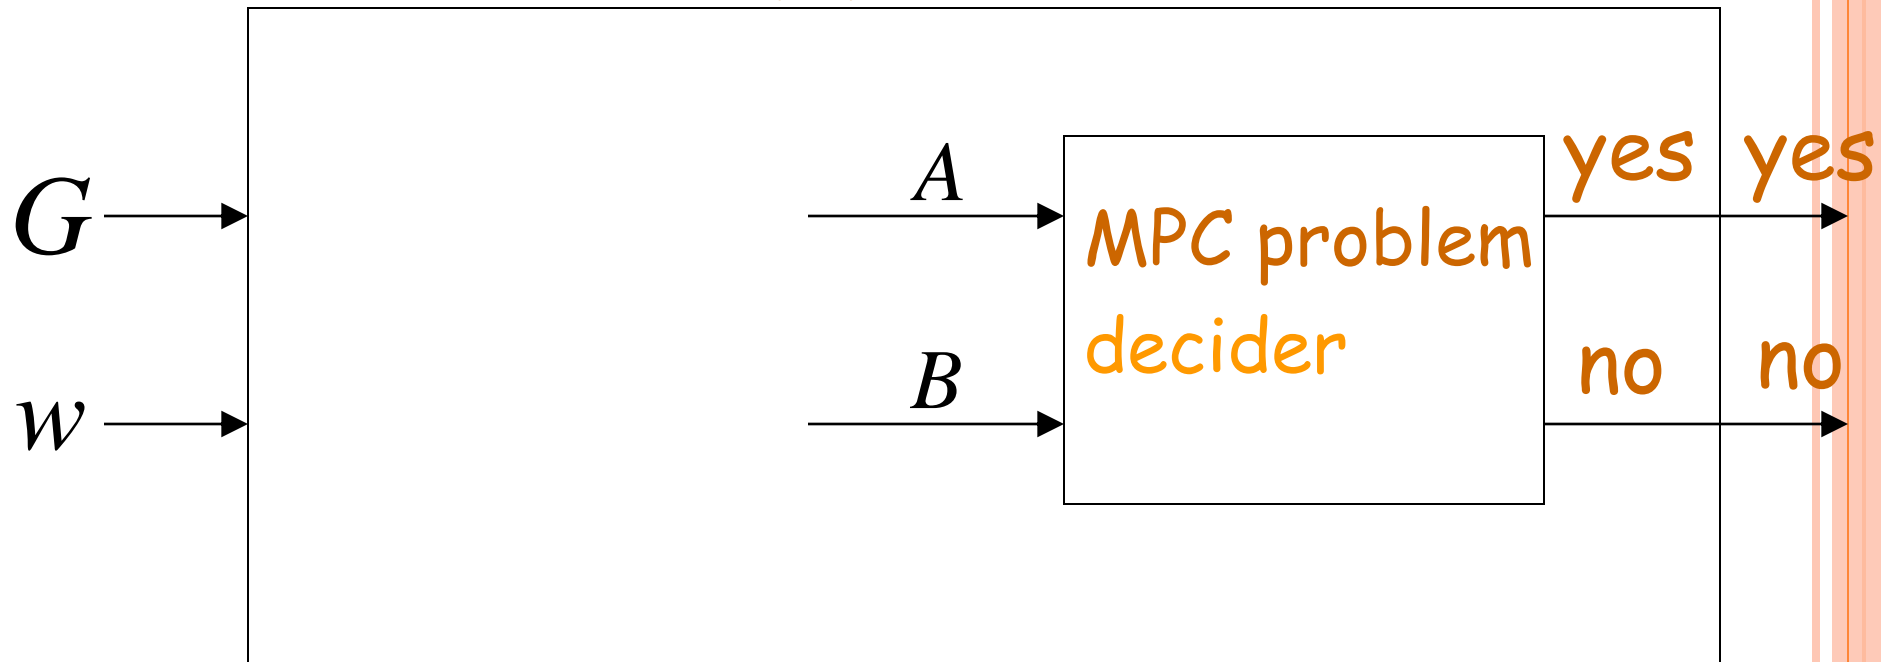 G
w
A
B
MPC problem
decider
yes yes
no no